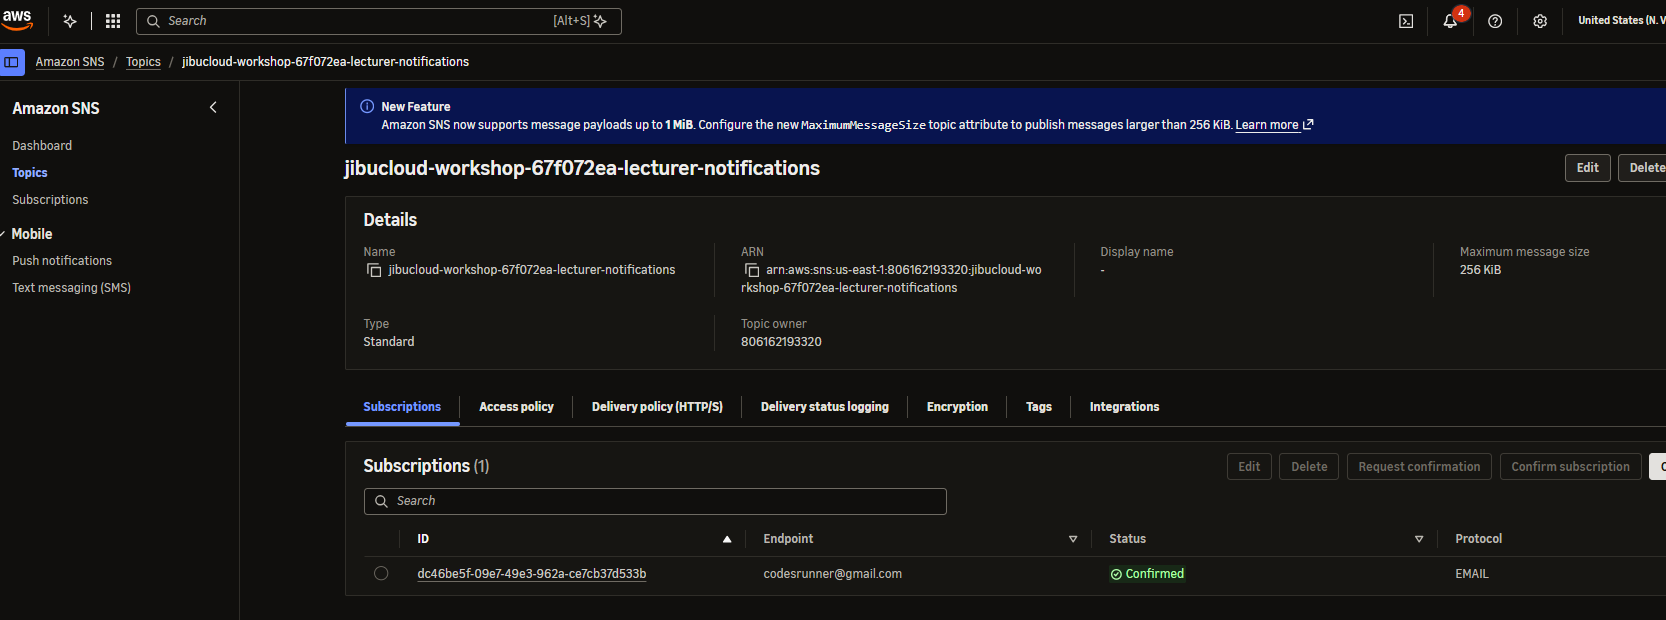 aws
Search
[Alt+S]
4
United States (N. V
Amazon SNS / Topics / jibucloud-workshop-67f072ea-lecturer-notifications
Amazon SNS
Dashboard
Topics
Subscriptions
Mobile
Push notifications
Text messaging (SMS)
New Feature
Amazon SNS now supports message payloads up to 1 MiB. Configure the new MaximumMessageSize topic attribute to publish messages larger than 256 KiB. Learn more
jibucloud-workshop-67f072ea-lecturer-notifications
Edit
Delete
Details
Name
jibucloud-workshop-67f072ea-lecturer-notifications
ARN
arn:aws:sns:us-east-1:806162193320:jibucloud-wo
rkshop-67f072ea-lecturer-notifications
Display name
-
Maximum message size
256 KiB
Type
Standard
Topic owner
806162193320
Subscriptions
Access policy
Delivery policy (HTTP/S)
Delivery status logging
Encryption
Tags
Integrations
Subscriptions (1)
Edit
Delete
Request confirmation
Confirm subscription
Search
ID
Endpoint
Status
Protocol
dc46be5f-09e7-49e3-962a-ce7cb37d533b
codesrunner@gmail.com
Confirmed
EMAIL